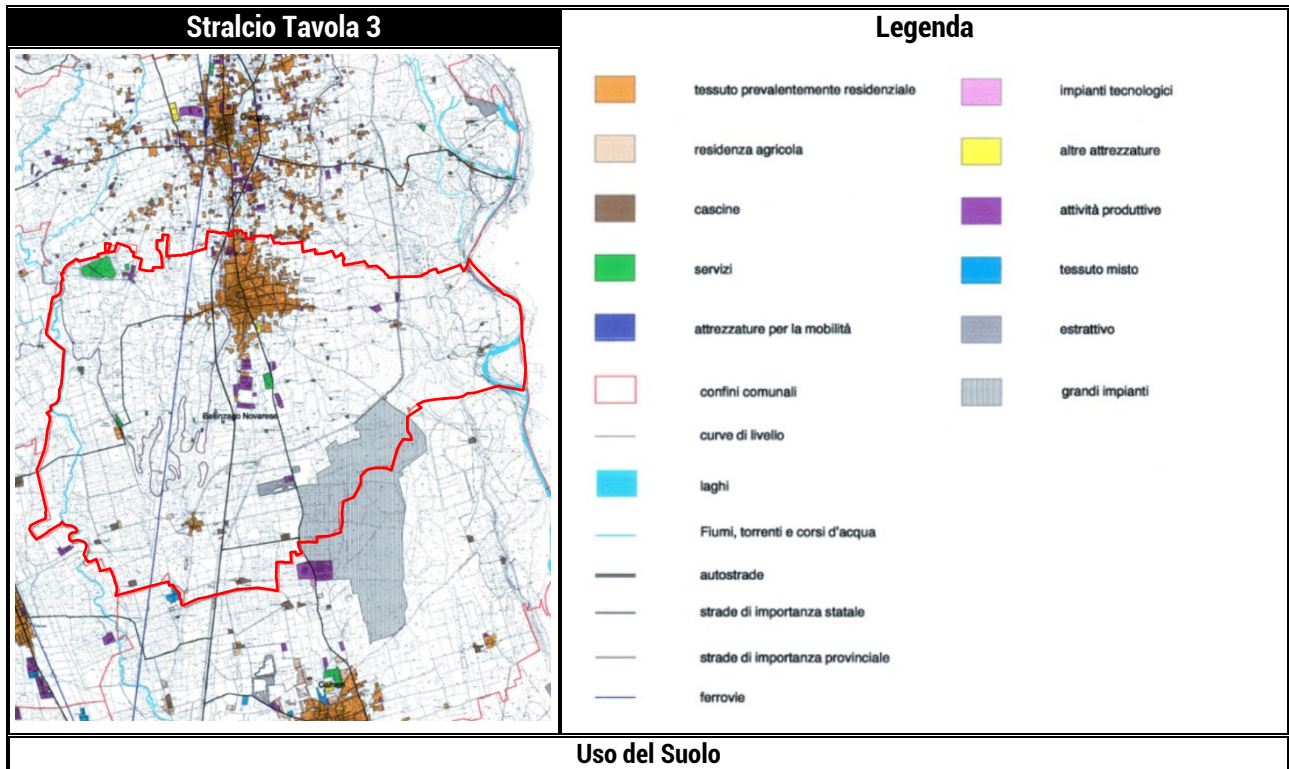 Stralcio Tavola 3
Legenda
Bellinzago Novarese
Cameri
tessuto prevalentemente residenziale
residenza agricola
cascine
servizi
attrezzature per la mobilità
confini comunali
curve di livello
laghi
Fiumi, torrenti e corsi d'acqua
autostrade
strade di importanza statale
strade di importanza provinciale
ferrovie
impianti tecnologici
altre attrezzature
attività produttive
tessuto misto
estrattivo
grandi impianti
Uso del Suolo